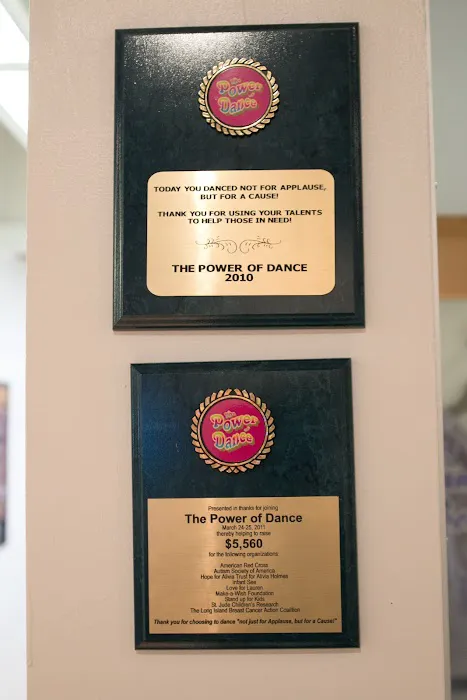 The
Power
of
Dance
TODAY YOU DANCED NOT FOR APPLAUSE,
BUT FOR A CAUSE!
THANK YOU FOR USING YOUR TALENTS
TO HELP THOSE IN NEED!
THE POWER OF DANCE
2010
The
Power
of
Dance
Presented in thanks for joining
The Power of Dance
March 24-25, 2011
thereby helping to raise
$5,560
for the following organizations:
American Red Cross
Autism Society of America
Hope for Alivia Trust for Alivia Holmes
Infant See
Love for Lauren
Make-a-Wish Foundation
Stand up for Kids
St. Jude Children's Research
The Long Island Breast Cancer Action Coalition
Thank you for choosing to dance "not just for Applause, but for a Cause!"